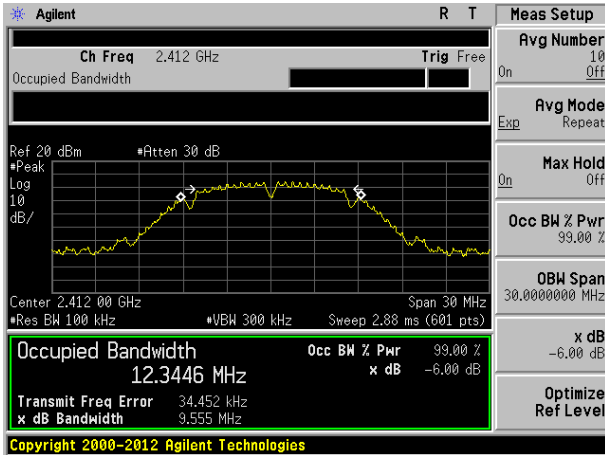 Agilent R T
Ch Freq 2.412 GHz Trig Free
Occupied Bandwidth
Ref 20 dBm #Atten 30 dB
#Peak
Log
10
dB/
Center 2.412 00 GHz Span 30 MHz
#Res BW 100 kHz #VBW 300 kHz Sweep 2.88 ms (601 pts)
Occupied Bandwidth Occ BW % Pwr 99.00 %
12.3446 MHz x dB -6.00 dB
Transmit Freq Error 34.452 kHz
x dB Bandwidth 9.555 MHz
Copyright 2000-2012 Agilent Technologies
Meas Setup
Avg Number
10
On Off
Avg Mode
Exp Repeat
Max Hold
On Off
Occ BW % Pwr
99.00 %
OBW Span
30.0000000 MHz
x dB
-6.00 dB
Optimize
Ref Level